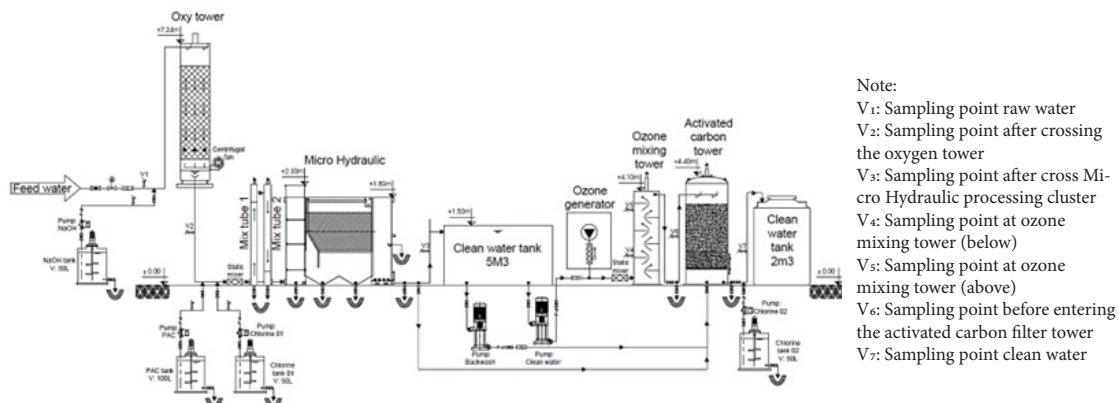 Oxy tower
+7.38m
Centrifugal
fan
V1
Feed water
Pump:
NaOH
NaOH tank
V: 50L
± 0.00
V2
Pump:
PAC
PAC tank
V: 100L
Pump:
Chlorine 01
Chlorine
tank 01
V: 50L
Static
mixer
Mix tube 1
Mix tube 2
Micro Hydraulic
+2.30m
+1.80m
V3
+1.50m
Clean water tank
5M3
Pump:
Backwash
Pump:
Clean water
Ozone
generator
Static
mixer
Ozone
mixing
tower
+4.10m
V5
V4
V6
Activated
carbon
tower
+4.40m
V7
Clean
water
tank
2m3
± 0.00
Pump:
Chlorine 02
Chlorine
tank 02
V: 50L
Note:
V₁: Sampling point raw water
V₂: Sampling point after crossing
the oxygen tower
V₃: Sampling point after cross Mi-
cro Hydraulic processing cluster
V₄: Sampling point at ozone
mixing tower (below)
V₅: Sampling point at ozone
mixing tower (above)
V₆: Sampling point before entering
the activated carbon filter tower
V₇: Sampling point clean water